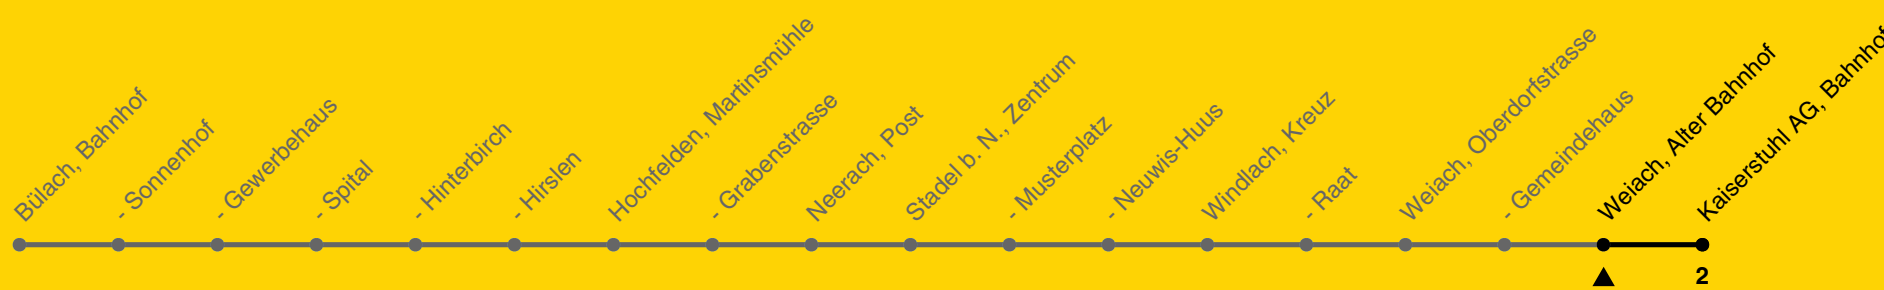 Bülach, Bahnhof
- Sonnenhof
- Gewerbehaus
- Spital
- Hinterbirch
- Hirslen
Hochfelden, Martinsmühle
- Grabenstrasse
Neerach, Post
Stadel b. N., Zentrum
- Musterplatz
- Neuwis-Huus
Windlach, Kreuz
- Raat
Weiach, Oberdorfstrasse
- Gemeindehaus
Weiach, Alter Bahnhof
Kaiserstuhl AG, Bahnhof
2